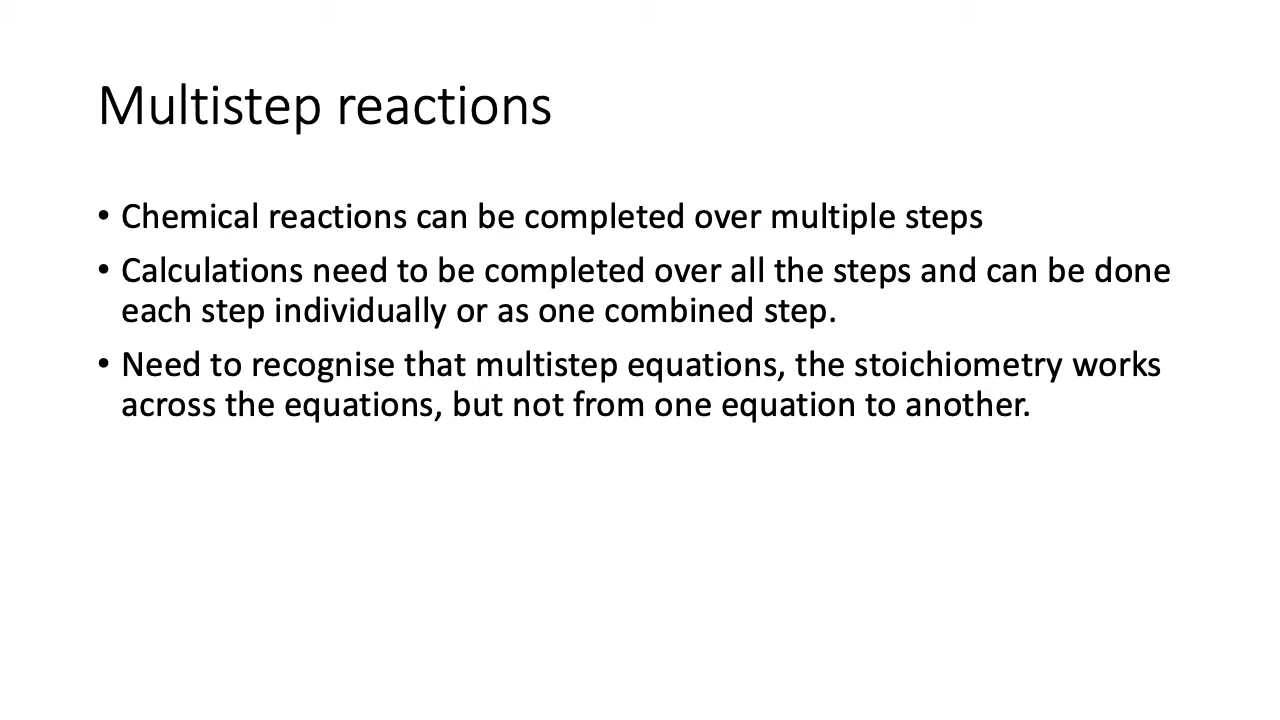 Multistep reactions
• Chemical reactions can be completed over multiple steps
• Calculations need to be completed over all the steps and can be done
each step individually or as one combined step.
• Need to recognise that multistep equations, the stoichiometry works
across the equations, but not from one equation to another.